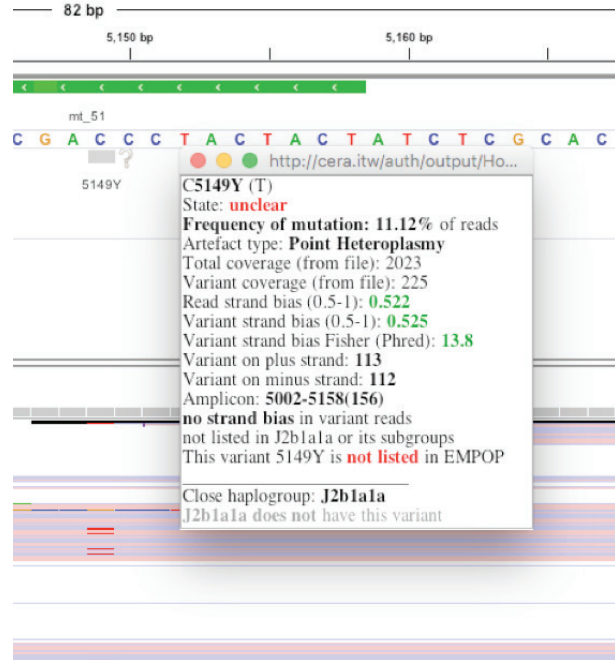 82 bp
5,150 bp 5,160 bp
mt_51
C G A C C C T A C T A C T A T C T C G C A C
?
5149Y
http://cera.itw/auth/output/Ho...
C5149Y (T)
State: unclear
Frequency of mutation: 11.12% of reads
Artefact type: Point Heteroplasmy
Total coverage (from file): 2023
Variant coverage (from file): 225
Read strand bias (0.5-1): 0.522
Variant strand bias (0.5-1): 0.525
Variant strand bias Fisher (Phred): 13.8
Variant on plus strand: 113
Variant on minus strand: 112
Amplicon: 5002-5158(156)
no strand bias in variant reads
not listed in J2b1a1a or its subgroups
This variant 5149Y is not listed in EMPOP
Close haplogroup: J2b1a1a
J2b1a1a does not have this variant